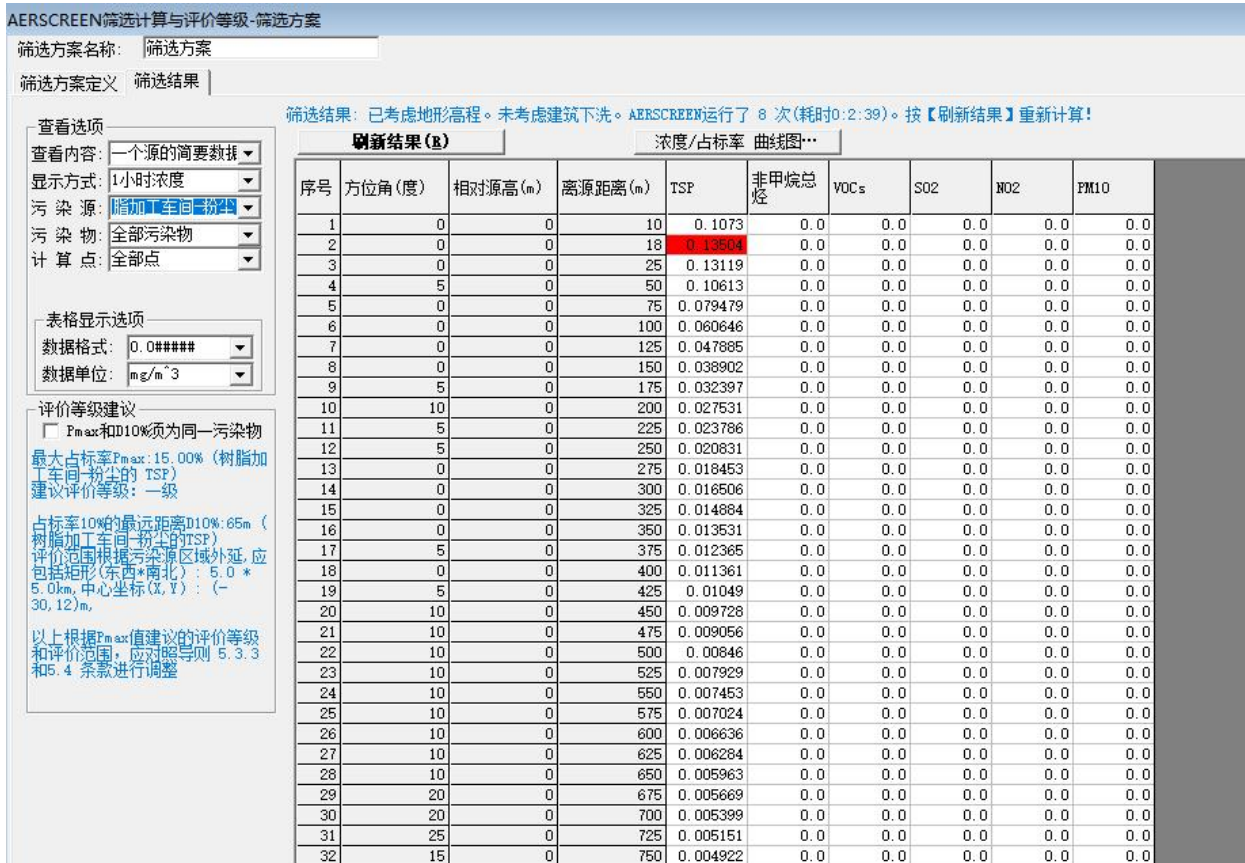 AERSCREEN筛选计算与评价等级-筛选方案
筛选方案名称: 筛选方案
筛选方案定义 筛选结果
筛选结果: 已考虑地形高程。未考虑建筑下洗。AERSCREEN运行了 8 次(耗时0:2:39)。按【刷新结果】重新计算!
刷新结果(R) 浓度/占标率 曲线图…
查看选项
查看内容: 一个源的简要数据
显示方式: 1小时浓度
污 染 源: 脂加工车间-粉尘
污 染 物: 全部污染物
计 算 点: 全部点
表格显示选项
数据格式: 0.0#####
数据单位: mg/m^3
评价等级建议
Pmax和D10%须为同一污染物
最大占标率Pmax:15.00% (树脂加
工车间-粉尘的 TSP)
建议评价等级: 一级
占标率10%的最远距离D10%:65m (
树脂加工车间-粉尘的TSP)
评价范围根据污染源区域外延,应
包括矩形(东西*南北): 5.0 *
5.0km,中心坐标(X,Y): (-
30,12)m,
以上根据Pmax值建议的评价等级
和评价范围,应对照导则 5.3.3
和5.4 条款进行调整
序号 方位角(度) 相对源高(m) 离源距离(m) TSP 非甲烷总烃 VOCs SO2 NO2 PM10
1 0 0 10 0.1073 0.0 0.0 0.0 0.0 0.0
2 0 0 18 0.13504 0.0 0.0 0.0 0.0 0.0
3 0 0 25 0.13119 0.0 0.0 0.0 0.0 0.0
4 5 0 50 0.10613 0.0 0.0 0.0 0.0 0.0
5 0 0 75 0.079479 0.0 0.0 0.0 0.0 0.0
6 0 0 100 0.060646 0.0 0.0 0.0 0.0 0.0
7 0 0 125 0.047885 0.0 0.0 0.0 0.0 0.0
8 0 0 150 0.038902 0.0 0.0 0.0 0.0 0.0
9 5 0 175 0.032397 0.0 0.0 0.0 0.0 0.0
10 10 0 200 0.027531 0.0 0.0 0.0 0.0 0.0
11 5 0 225 0.023786 0.0 0.0 0.0 0.0 0.0
12 5 0 250 0.020831 0.0 0.0 0.0 0.0 0.0
13 0 0 275 0.018453 0.0 0.0 0.0 0.0 0.0
14 0 0 300 0.016506 0.0 0.0 0.0 0.0 0.0
15 0 0 325 0.014884 0.0 0.0 0.0 0.0 0.0
16 0 0 350 0.013531 0.0 0.0 0.0 0.0 0.0
17 5 0 375 0.012365 0.0 0.0 0.0 0.0 0.0
18 0 0 400 0.011361 0.0 0.0 0.0 0.0 0.0
19 5 0 425 0.01049 0.0 0.0 0.0 0.0 0.0
20 10 0 450 0.009728 0.0 0.0 0.0 0.0 0.0
21 10 0 475 0.009056 0.0 0.0 0.0 0.0 0.0
22 10 0 500 0.00846 0.0 0.0 0.0 0.0 0.0
23 10 0 525 0.007929 0.0 0.0 0.0 0.0 0.0
24 10 0 550 0.007453 0.0 0.0 0.0 0.0 0.0
25 10 0 575 0.007024 0.0 0.0 0.0 0.0 0.0
26 10 0 600 0.006636 0.0 0.0 0.0 0.0 0.0
27 10 0 625 0.006284 0.0 0.0 0.0 0.0 0.0
28 10 0 650 0.005963 0.0 0.0 0.0 0.0 0.0
29 20 0 675 0.005669 0.0 0.0 0.0 0.0 0.0
30 20 0 700 0.005399 0.0 0.0 0.0 0.0 0.0
31 25 0 725 0.005151 0.0 0.0 0.0 0.0 0.0
32 15 0 750 0.004922 0.0 0.0 0.0 0.0 0.0